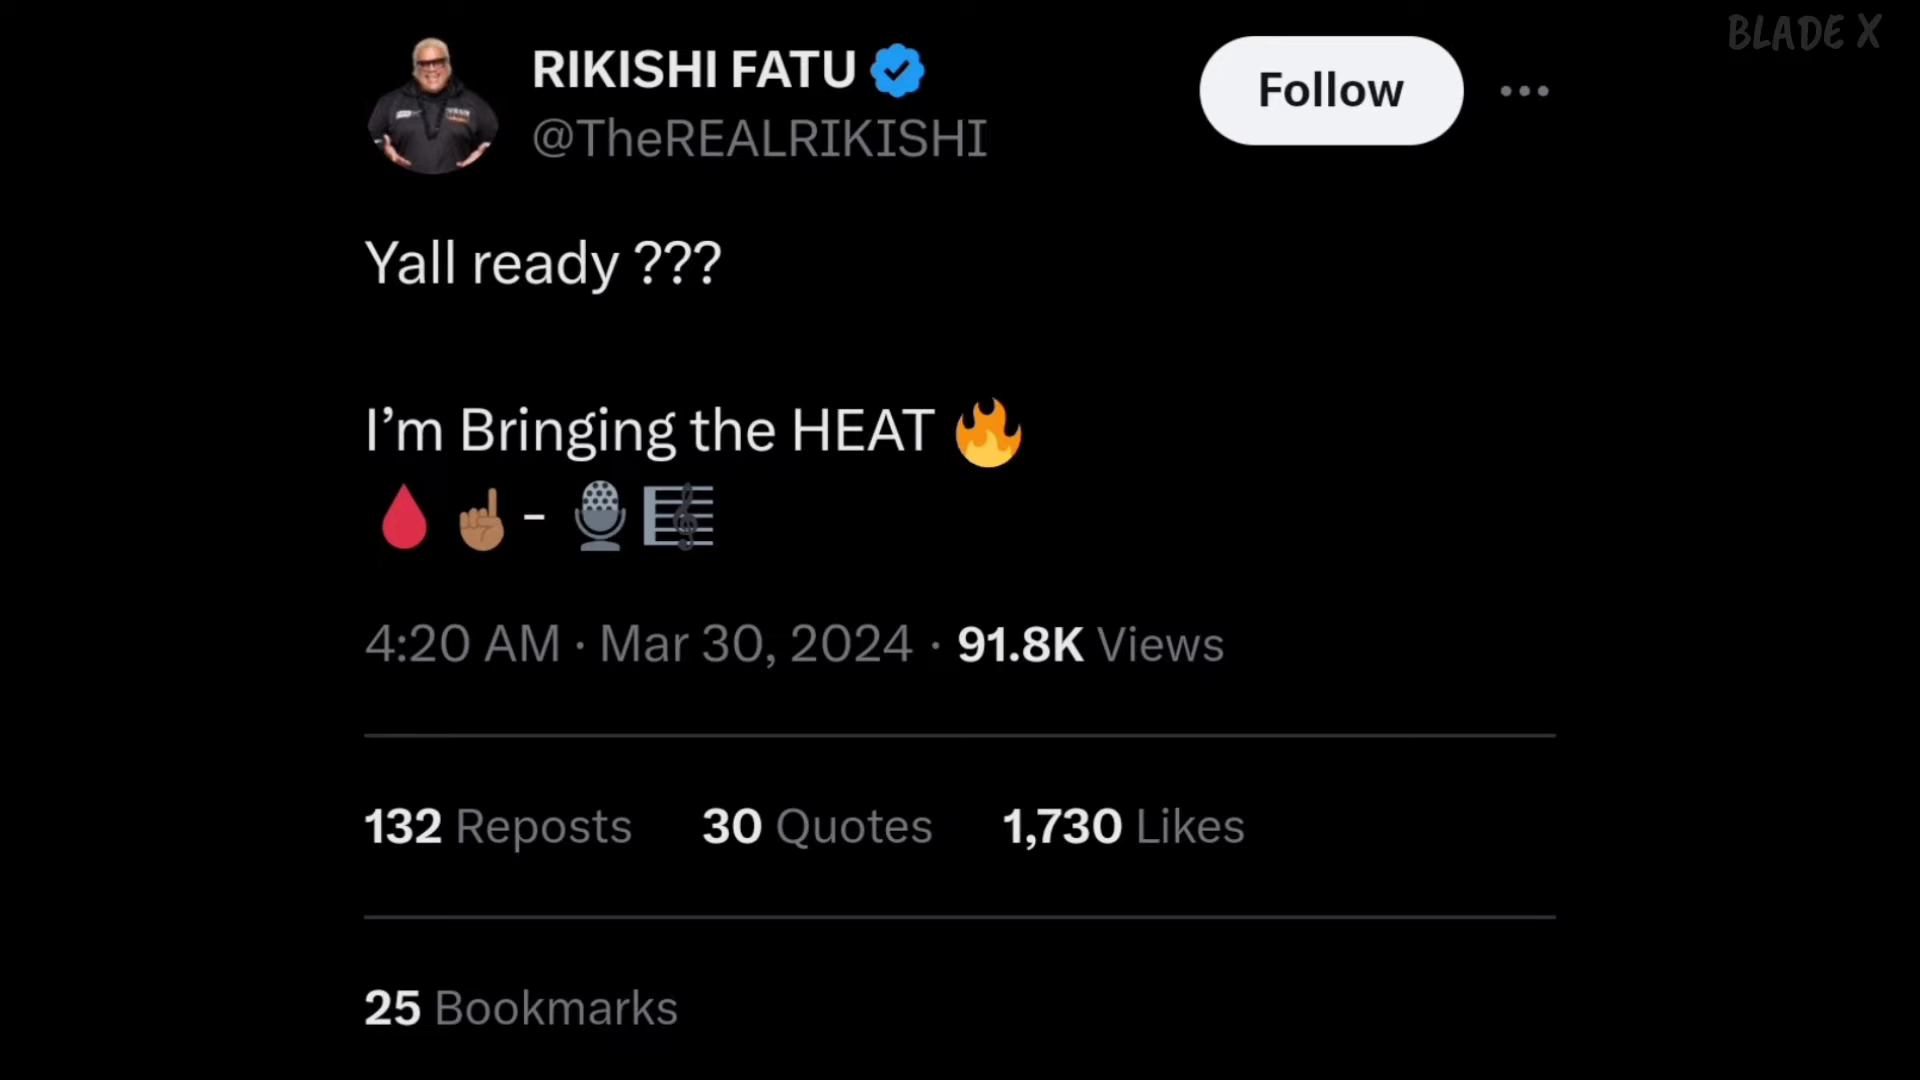 BLADE X
RIKISHI FATU
@TheREALRIKISHI
Follow
Yall ready ???
I’m Bringing the HEAT 🔥
🩸 ☝🏽- 🎙️🎼
4:20 AM · Mar 30, 2024 · 91.8K Views
132 Reposts 30 Quotes 1,730 Likes
25 Bookmarks